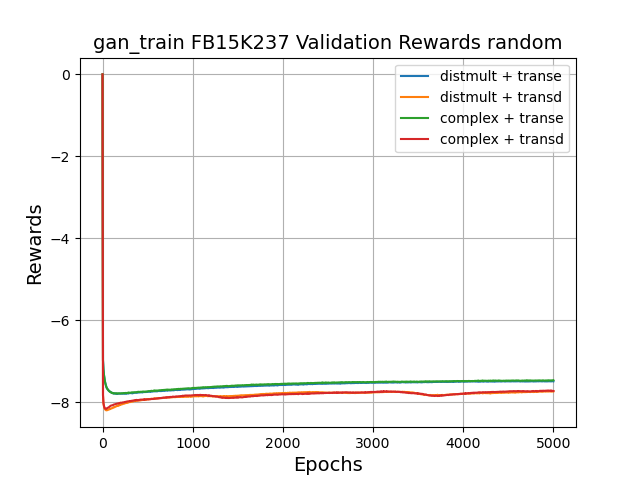 gan_train FB15K237 Validation Rewards random
distmult + transe
distmult + transd
complex + transe
complex + transd
Rewards
0
−2
−4
−6
−8
0 1000 2000 3000 4000 5000
Epochs